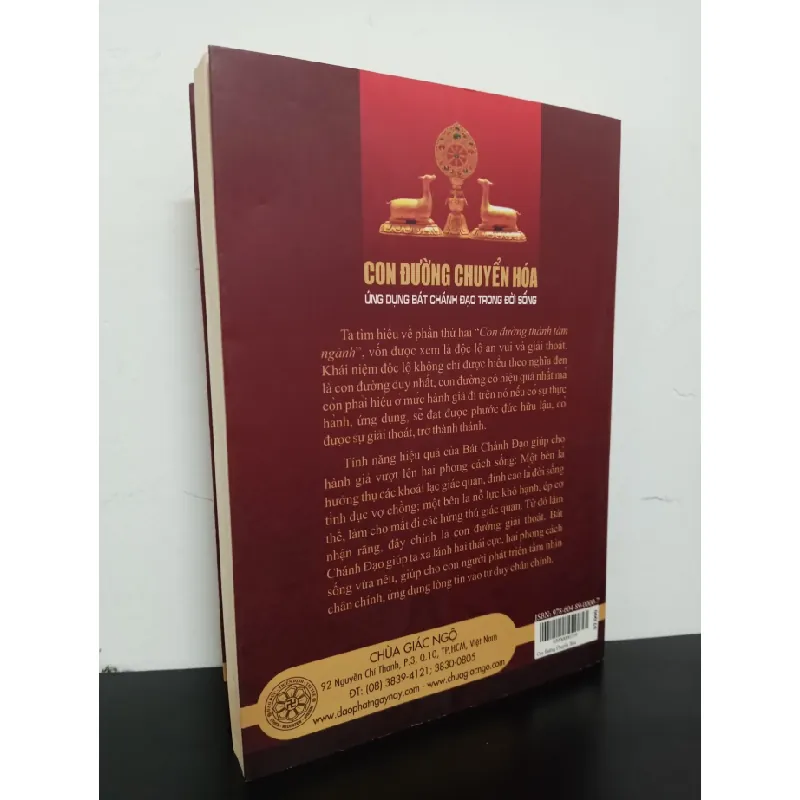 CON ĐƯỜNG CHUYỂN HÓA
ỨNG DỤNG BÁT CHÁNH ĐẠO TRONG ĐỜI SỐNG
Ta tìm hiểu về phần thứ hai “Con đường thánh tám
ngành”, vốn được xem là độc lộ an vui và giải thoát.
Khái niệm độc lộ không chỉ được hiểu theo nghĩa đen
là con đường duy nhất, con đường có hiệu quả nhất mà
còn phải hiểu ở mức hành giả đi trên nó nếu có sự thực
hành, ứng dụng, sẽ đạt được phước đức hữu lậu, có
được sự giải thoát, trở thành thánh.
Tính năng hiệu quả của Bát Chánh Đạo giúp cho
hành giả vượt lên hai phong cách sống: Một bên là
hưởng thụ các khoái lạc giác quan, đỉnh cao là đời sống
tình dục vợ chồng; một bên là nỗ lực khổ hạnh, ép cơ
thể, làm cho mất đi các hứng thú giác quan. Từ đó lầm
nhận rằng, đây chính là con đường giải thoát. Bát
Chánh Đạo giúp ta xa lánh hai thái cực, hai phong cách
sống vừa nêu, giúp cho con người phát triển tầm nhìn
chân chính, ứng dụng lòng tin vào tư duy chân chính.
CHÙA GIÁC NGỘ
92 Nguyễn Chí Thanh, P.3, Q.10, TP.HCM, Việt Nam
ĐT: (08) 3839-4121; 3830-0805
www.daophatngaynay.com - www.chuagiacngo.com